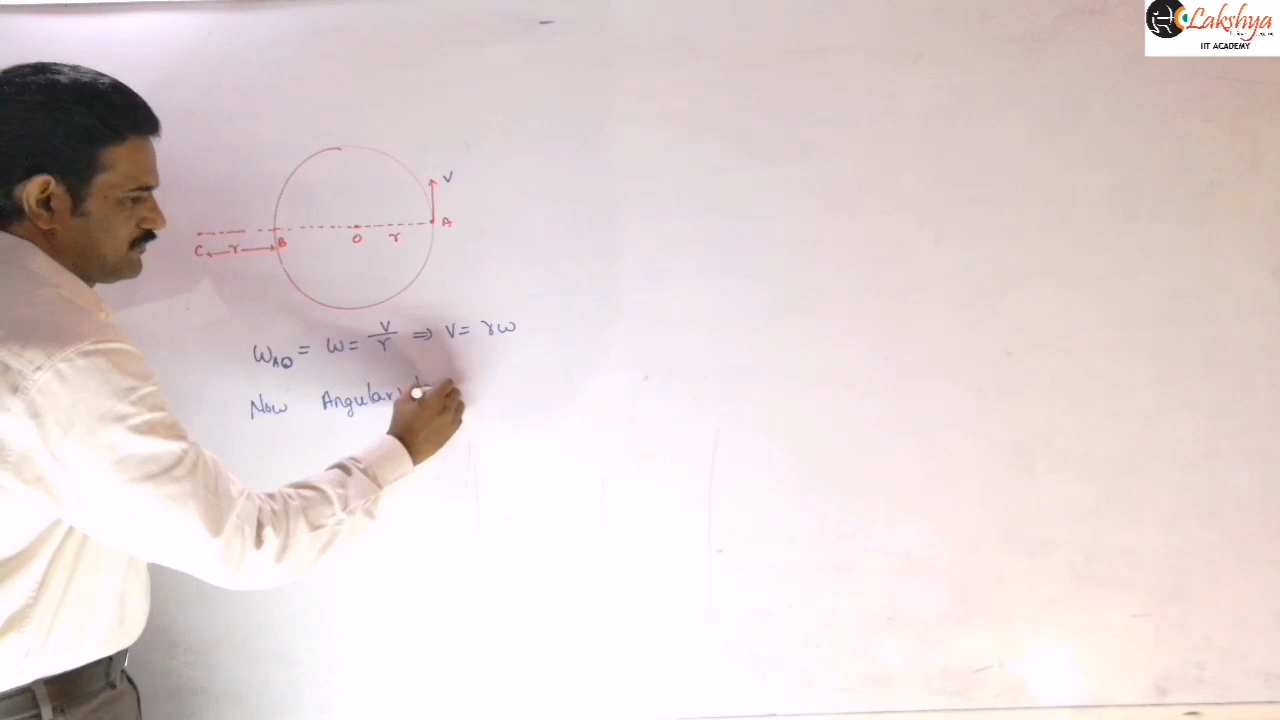 Lakshya
IIT ACADEMY
V
A
C r B O r
ω_AO = ω = V/r ⇒ V = rω
Now Angular